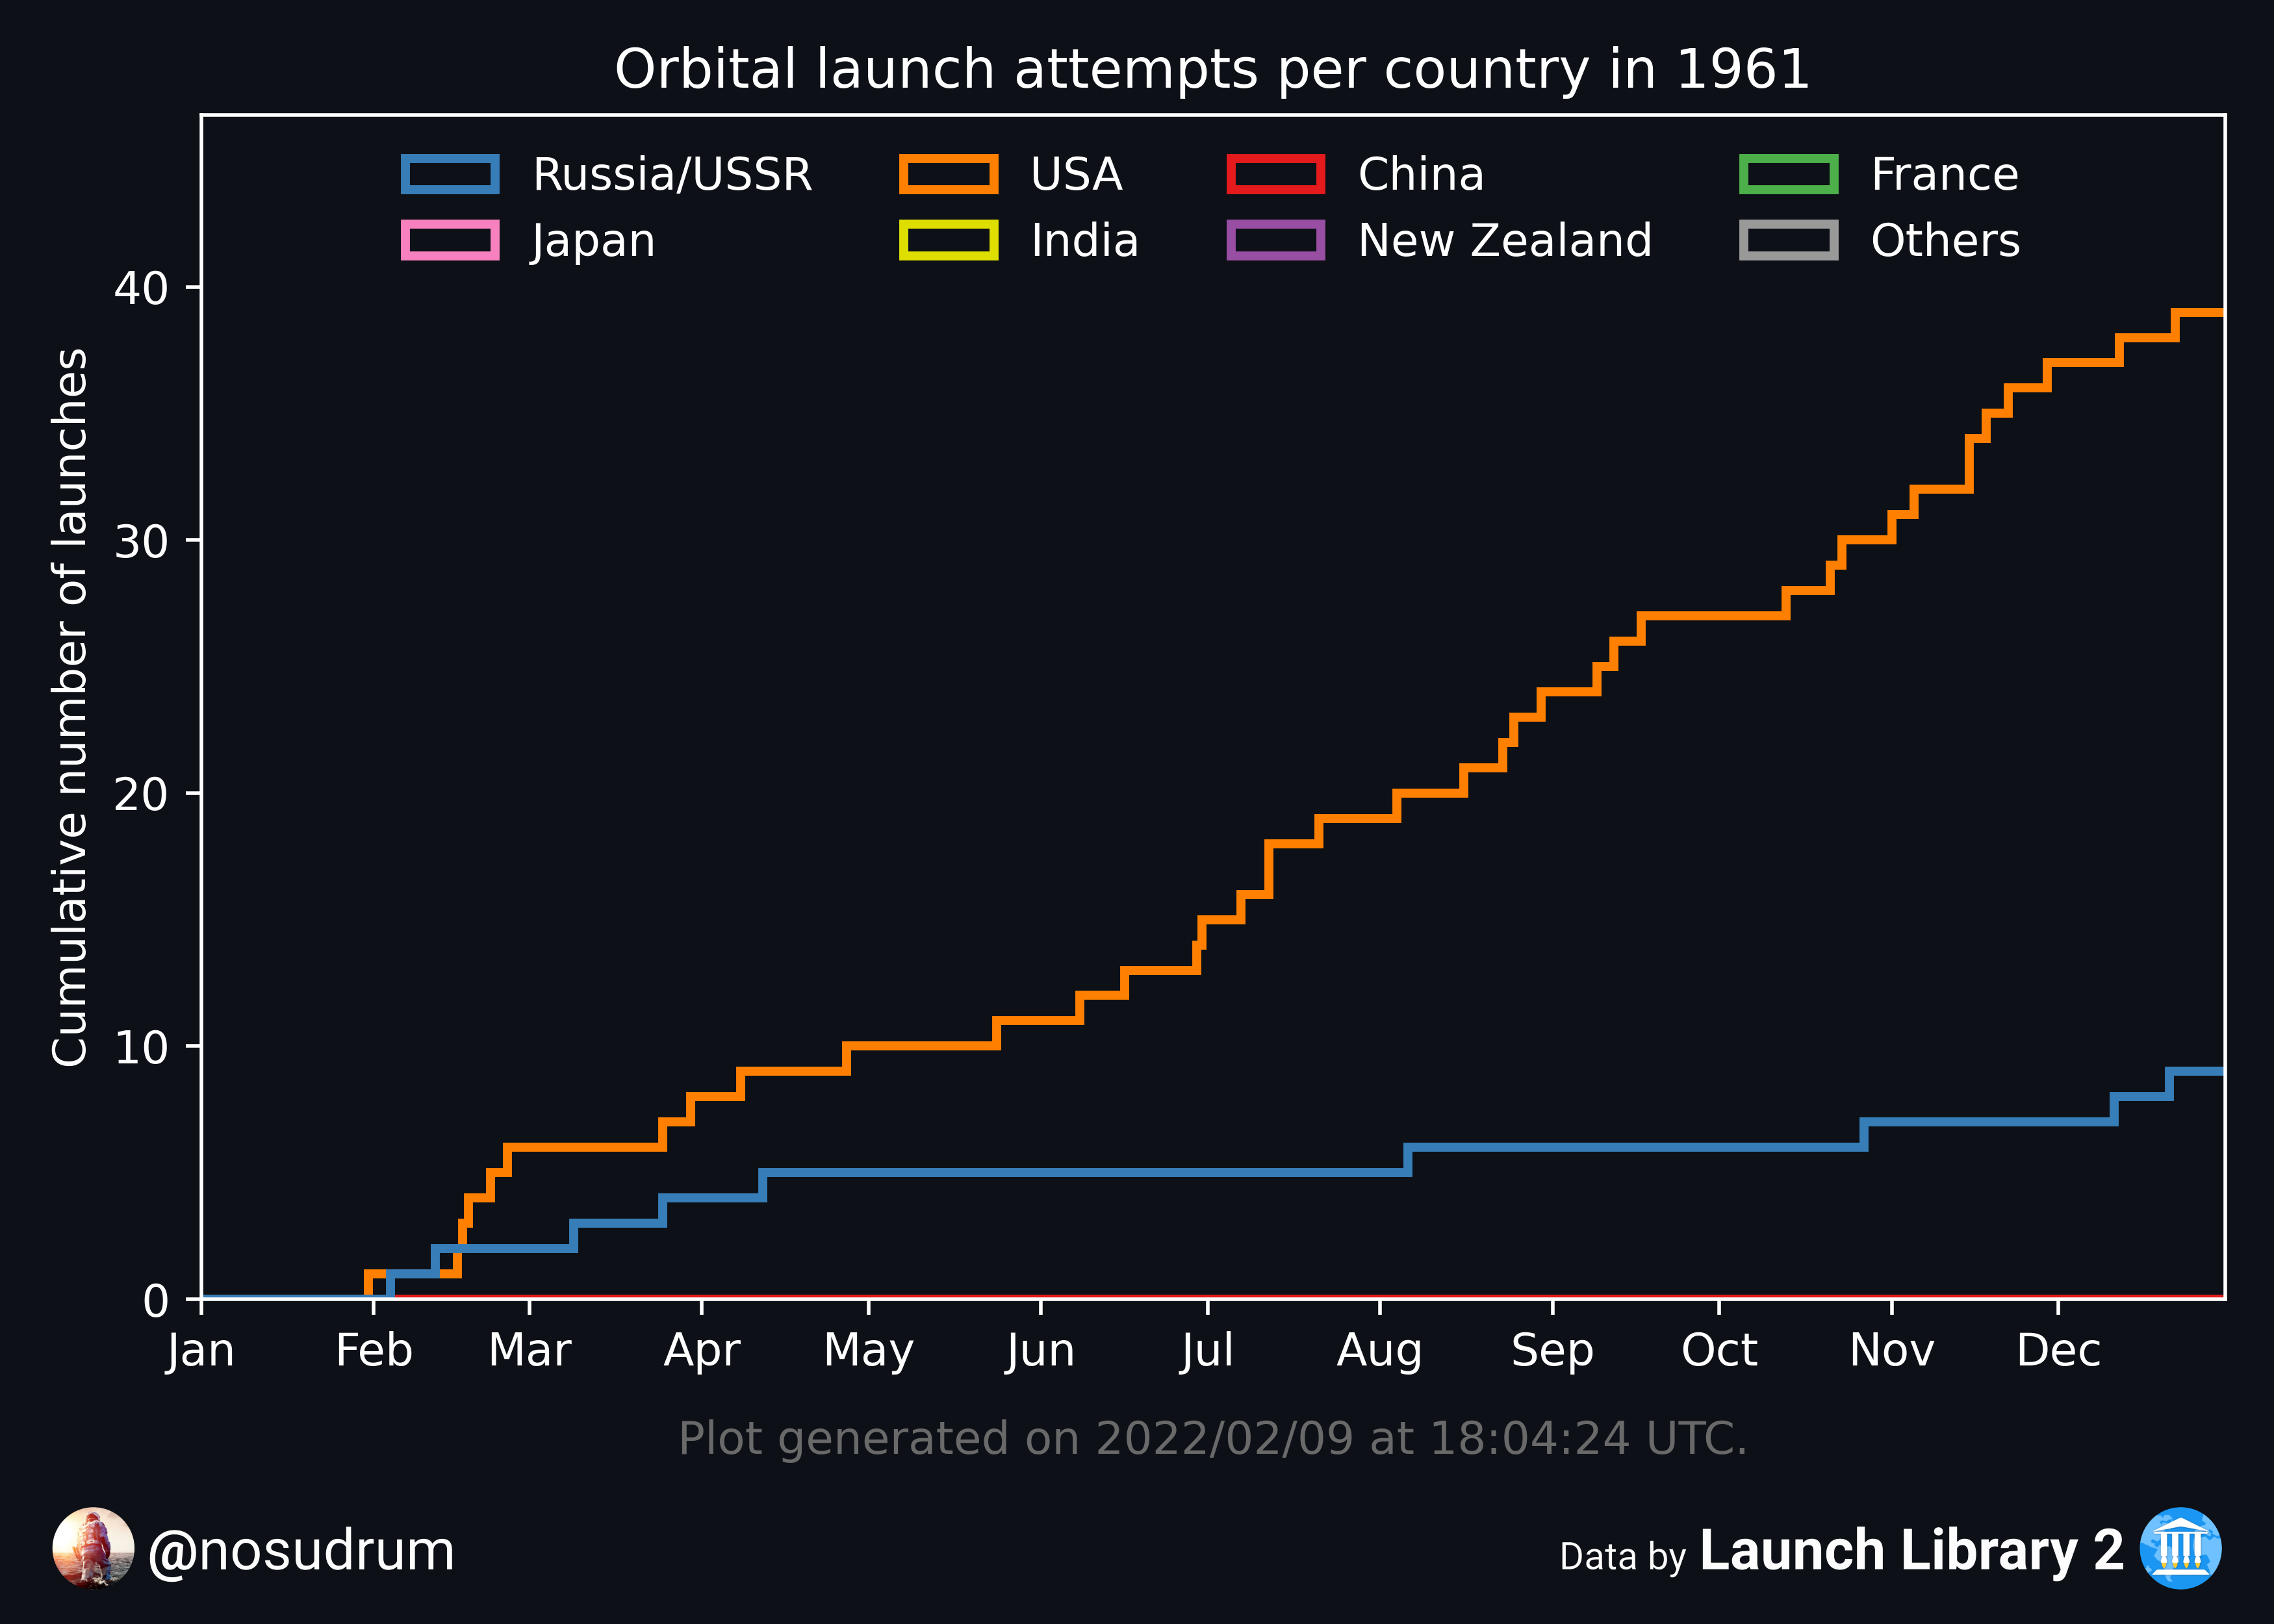 Orbital launch attempts per country in 1961
Russia/USSR USA China France
Japan India New Zealand Others
Cumulative number of launches
40
30
20
10
0
Jan Feb Mar Apr May Jun Jul Aug Sep Oct Nov Dec
Plot generated on 2022/02/09 at 18:04:24 UTC.
@nosudrum
Data by Launch Library 2